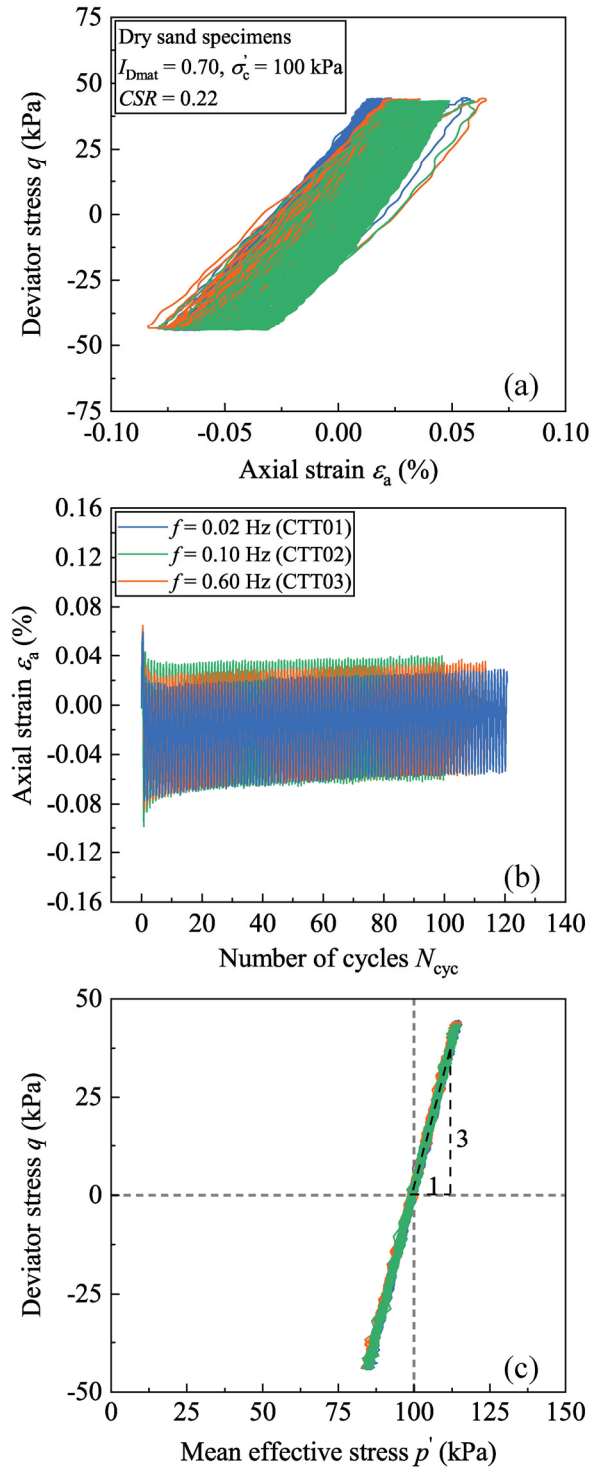 75
50
25
0
-25
-50
-75
Deviator stress q (kPa)
Dry sand specimens
I_Dmat = 0.70, σ'_c = 100 kPa
CSR = 0.22
(a)
-0.10 -0.05 0.00 0.05 0.10
Axial strain ε_a (%)
0.16
0.12
0.08
0.04
0.00
-0.04
-0.08
-0.12
-0.16
Axial strain ε_a (%)
f = 0.02 Hz (CTT01)
f = 0.10 Hz (CTT02)
f = 0.60 Hz (CTT03)
(b)
0 20 40 60 80 100 120 140
Number of cycles N_cyc
50
25
0
-25
-50
Deviator stress q (kPa)
3
1
(c)
0 25 50 75 100 125 150
Mean effective stress p' (kPa)